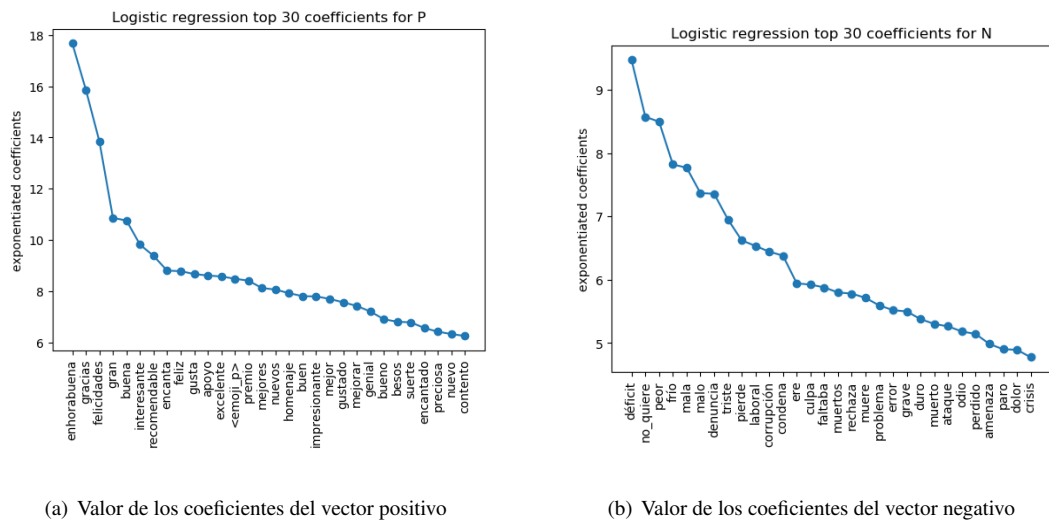 Logistic regression top 30 coefficients for P
18
16
14
12
10
8
6
exponentiated coefficients
enhorabuena
gracias
felicidades
gran
buena
interesante
recomendable
encanta
feliz
gusta
apoyo
excelente
<emoji_p>
premio
mejores
nuevos
homenaje
buen
impresionante
mejor
gustado
mejorar
genial
bueno
besos
suerte
encantado
preciosa
nuevo
contento
(a) Valor de los coeficientes del vector positivo
Logistic regression top 30 coefficients for N
9
8
7
6
5
exponentiated coefficients
déficit
no_quiere
peor
frío
mala
malo
denuncia
triste
pierde
laboral
corrupción
condena
ere
culpa
faltaba
muertos
rechaza
muere
problema
error
grave
duro
muerto
ataque
odio
perdido
amenaza
paro
dolor
crisis
(b) Valor de los coeficientes del vector negativo